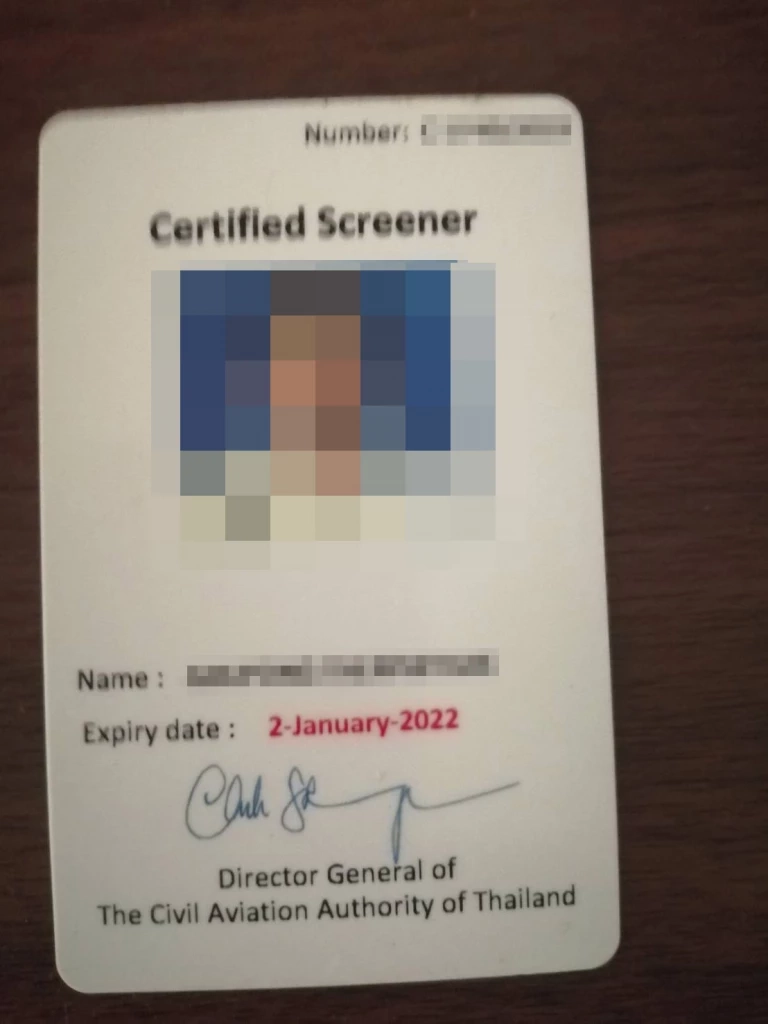 Number:
Certified Screener
Name :
Expiry date : 2-January-2022
Director General of
The Civil Aviation Authority of Thailand